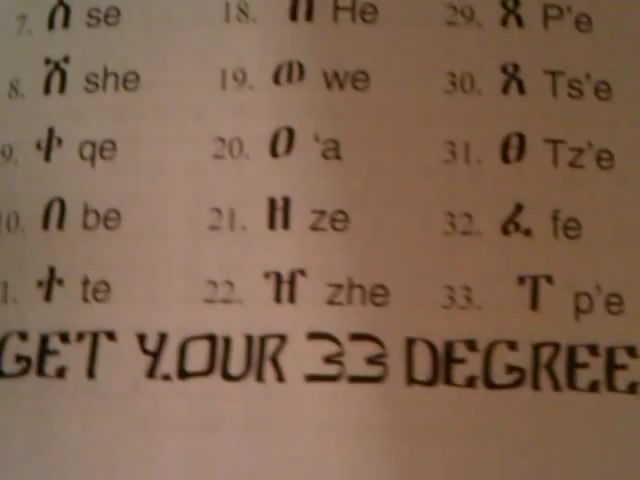 7. ሰ se 18. ኸ He 29. ጰ P'e
8. ሸ she 19. ወ we 30. ጸ Ts'e
9. ቀ qe 20. ዐ 'a 31. ፀ Tz'e
10. በ be 21. ዘ ze 32. ፈ. fe
1. ተ te 22. ዠ zhe 33. ፐ p'e
GET YOUR 33 DEGREE